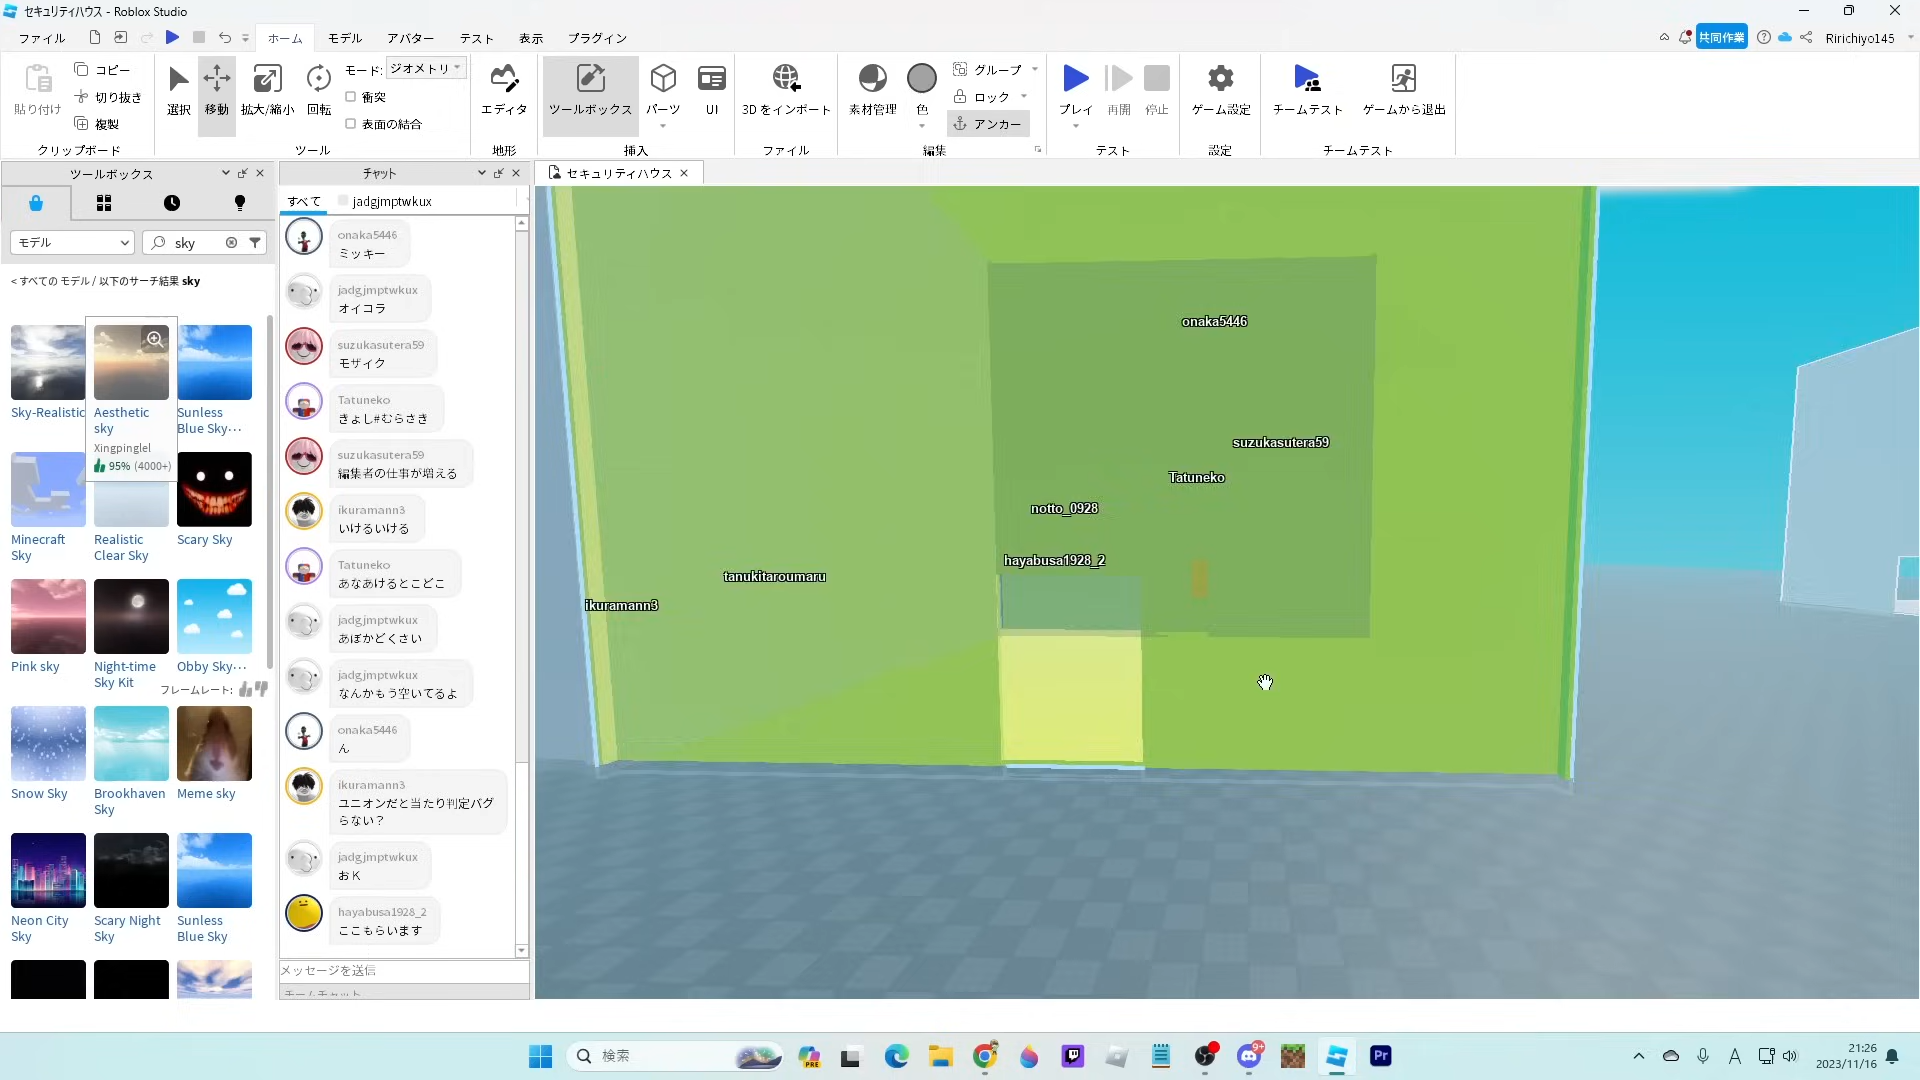 セキュリティハウス - Roblox Studio
ファイル
ホーム
モデル
アバター
テスト
表示
プラグイン
共同作業
Ririchiyo145
貼り付け
コピー
切り抜き
複製
クリップボード
選択
移動
拡大/縮小
回転
モード:
ジオメトリ
衝突
表面の結合
ツール
エディタ
地形
ツールボックス
パーツ
UI
挿入
3D をインポート
ファイル
素材管理
色
グループ
ロック
アンカー
編集
プレイ
再開
停止
テスト
ゲーム設定
設定
チームテスト
ゲームから退出
チームテスト
ツールボックス
モデル
sky
< すべての モデル / 以下のサーチ結果 sky
Sky-Realistic
Aesthetic
sky
Xingpinglel
95% (4000+)
Sunless
Blue Sky…
Minecraft
Sky
Realistic
Clear Sky
Scary Sky
Pink sky
Night-time
Sky Kit
Obby Sky…
フレームレート:
Snow Sky
Brookhaven
Sky
Meme sky
Neon City
Sky
Scary Night
Sky
Sunless
Blue Sky
チャット
すべて
jadgjmptwkux
onaka5446
ミッキー
jadgjmptwkux
オイコラ
suzukasutera59
モザイク
Tatuneko
きょし#むらさき
suzukasutera59
編集者の仕事が増える
ikuramann3
いけるいける
Tatuneko
あなあけるとこどこ
jadgjmptwkux
あぼかどくさい
jadgjmptwkux
なんかもう空いてるよ
onaka5446
ん
ikuramann3
ユニオンだと当たり判定バグ
らない？
jadgjmptwkux
おK
hayabusa1928_2
ここもらいます
メッセージを送信
チームチャット
セキュリティハウス
onaka5446
suzukasutera59
Tatuneko
notto_0928
hayabusa1928_2
tanukitaroumaru
ikuramann3
検索
PRE
9+
Pr
A
21:26
2023/11/16